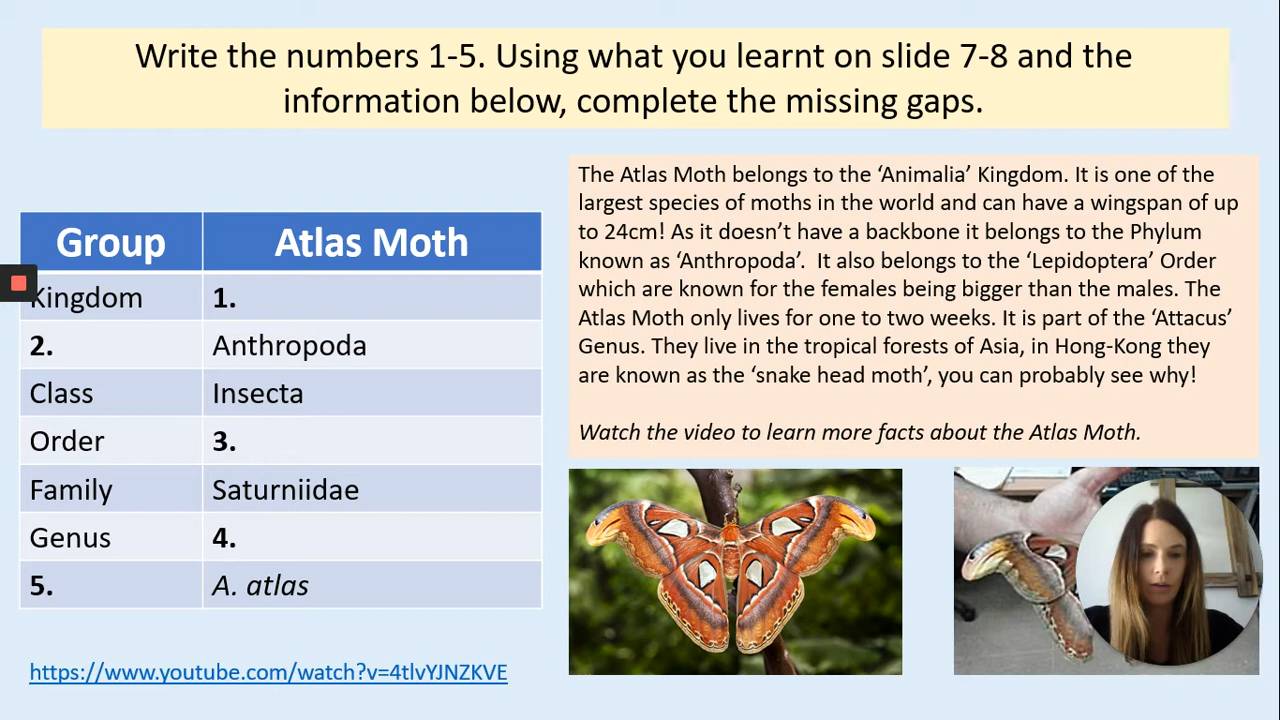 Write the numbers 1-5. Using what you learnt on slide 7-8 and the
information below, complete the missing gaps.
Group Atlas Moth
Kingdom 1.
2. Anthropoda
Class Insecta
Order 3.
Family Saturniidae
Genus 4.
5. A. atlas
https://www.youtube.com/watch?v=4tlvYJNZKVE
The Atlas Moth belongs to the ‘Animalia’ Kingdom. It is one of the
largest species of moths in the world and can have a wingspan of up
to 24cm! As it doesn’t have a backbone it belongs to the Phylum
known as ‘Anthropoda’. It also belongs to the ‘Lepidoptera’ Order
which are known for the females being bigger than the males. The
Atlas Moth only lives for one to two weeks. It is part of the ‘Attacus’
Genus. They live in the tropical forests of Asia, in Hong-Kong they
are known as the ‘snake head moth’, you can probably see why!
Watch the video to learn more facts about the Atlas Moth.